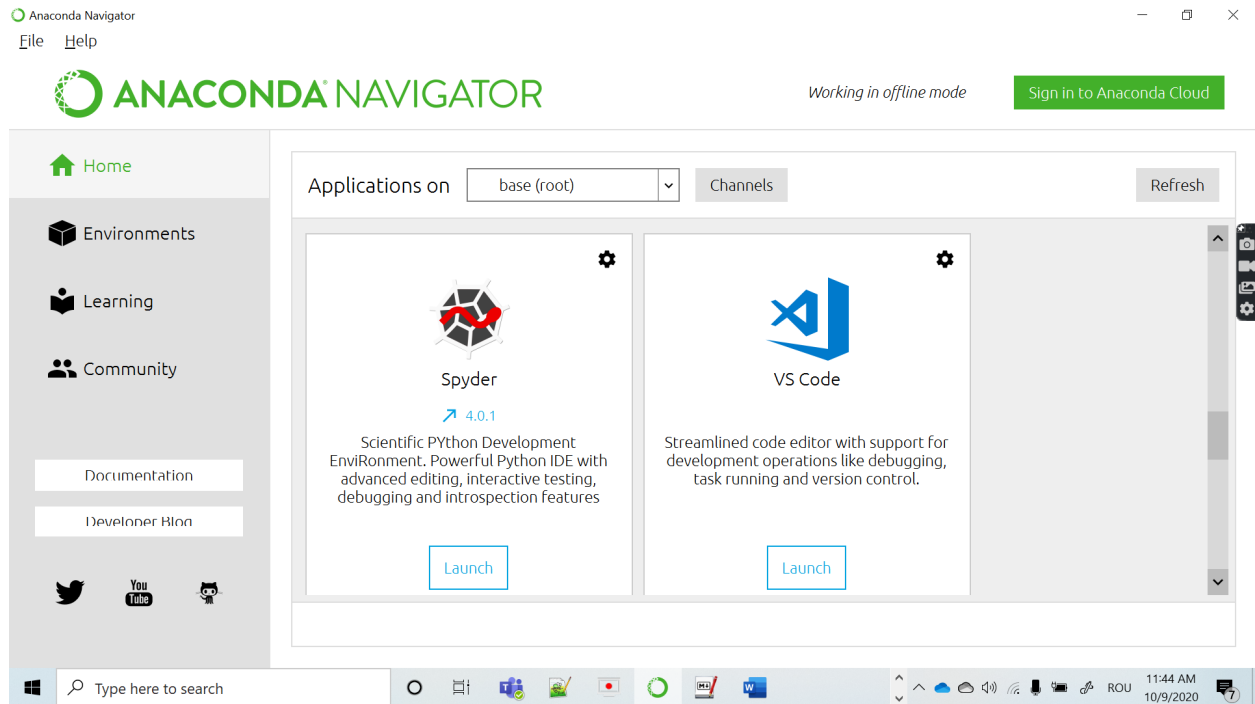 Anaconda Navigator
File Help
ANACONDA NAVIGATOR
Working in offline mode
Sign in to Anaconda Cloud
Home
Environments
Learning
Community
Documentation
Developer Blog
You
Tube
Applications on base (root) Channels Refresh
Spyder
4.0.1
Scientific PYthon Development
EnviRonment. Powerful Python IDE with
advanced editing, interactive testing,
debugging and introspection features
Launch
VS Code
Streamlined code editor with support for
development operations like debugging,
task running and version control.
Launch
Type here to search
ROU
11:44 AM
10/9/2020
7